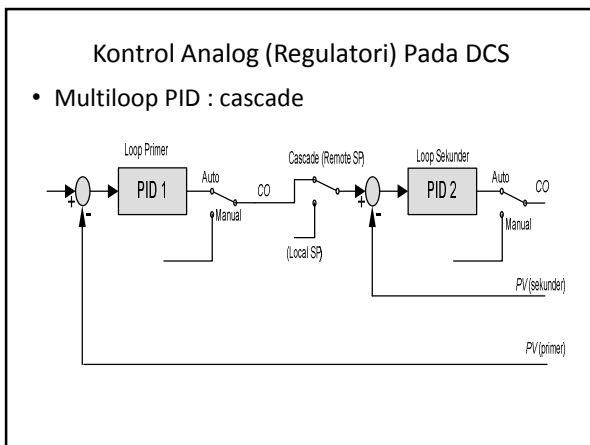 Kontrol Analog (Regulatori) Pada DCS
• Multiloop PID : cascade
Loop Primer
PID 1
Auto
Manual
CO
Cascade (Remote SP)
(Local SP)
Loop Sekunder
PID 2
Auto
CO
Manual
+
-
+
-
PV (sekunder)
PV (primer)